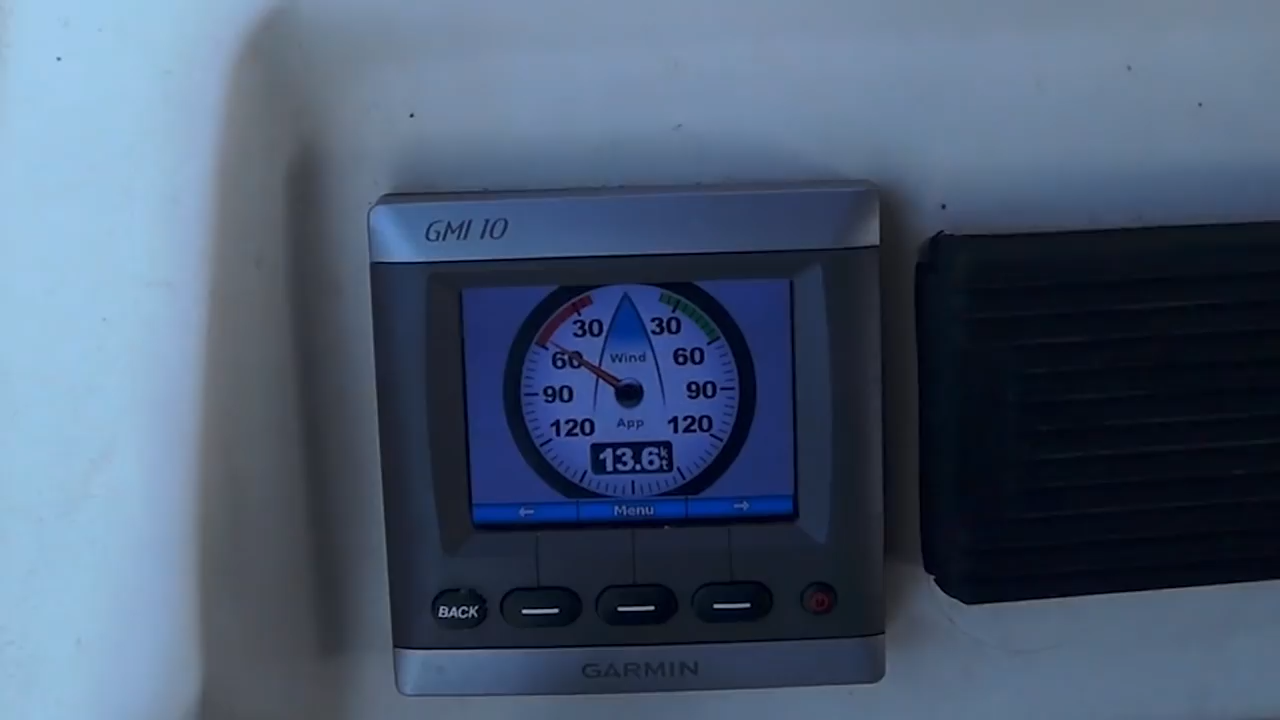 GMI 10
30 30
60 Wind 60
90 90
120 App 120
13.6kt
← Menu →
BACK
GARMIN